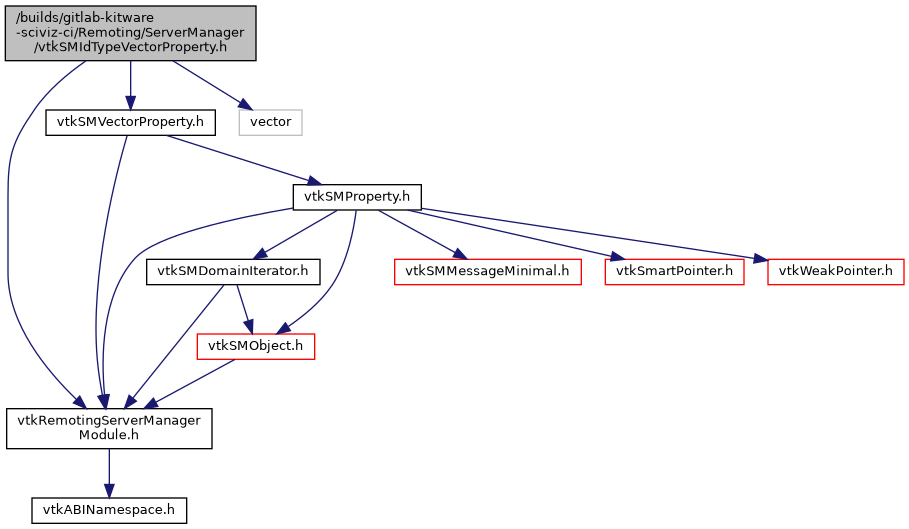 /builds/gitlab-kitware
-sciviz-ci/Remoting/ServerManager
/vtkSMIdTypeVectorProperty.h
vtkSMVectorProperty.h
vector
vtkSMProperty.h
vtkSMDomainIterator.h
vtkSMMessageMinimal.h
vtkSmartPointer.h
vtkWeakPointer.h
vtkSMObject.h
vtkRemotingServerManager
Module.h
vtkABINamespace.h